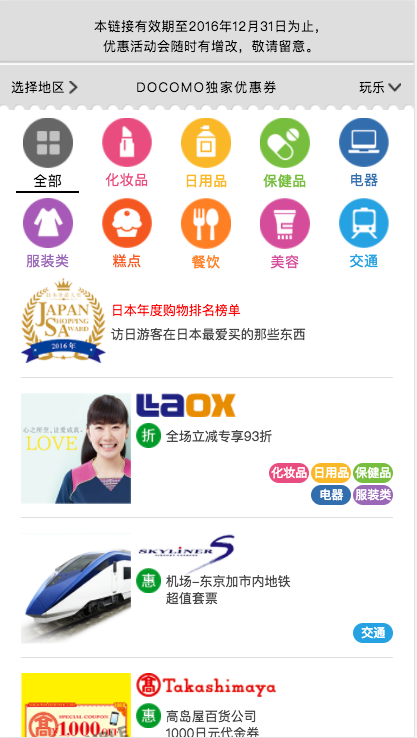 本链接有效期至2016年12月31日为止，
优惠活动会随时有增改，敬请留意。
选择地区
DOCOMO独家优惠券
玩乐
全部
化妆品
日用品
保健品
电器
服装类
糕点
餐饮
美容
交通
日本年度购物排名榜单
JAPAN
SHOPPING
AWARD
2016 年
访日游客在日本最爱买的那些东西
LAOX
心之所至，让爱成真。
LOVE
折 全场立减专享93折
化妆品 日用品 保健品
电器 服装类
SKYLINER
惠 机场-东京加市内地铁
超值套票
交通
髙 Takashimaya
SPECIAL COUPON
髙 1,000
惠 高岛屋百货公司
1000日元代金券